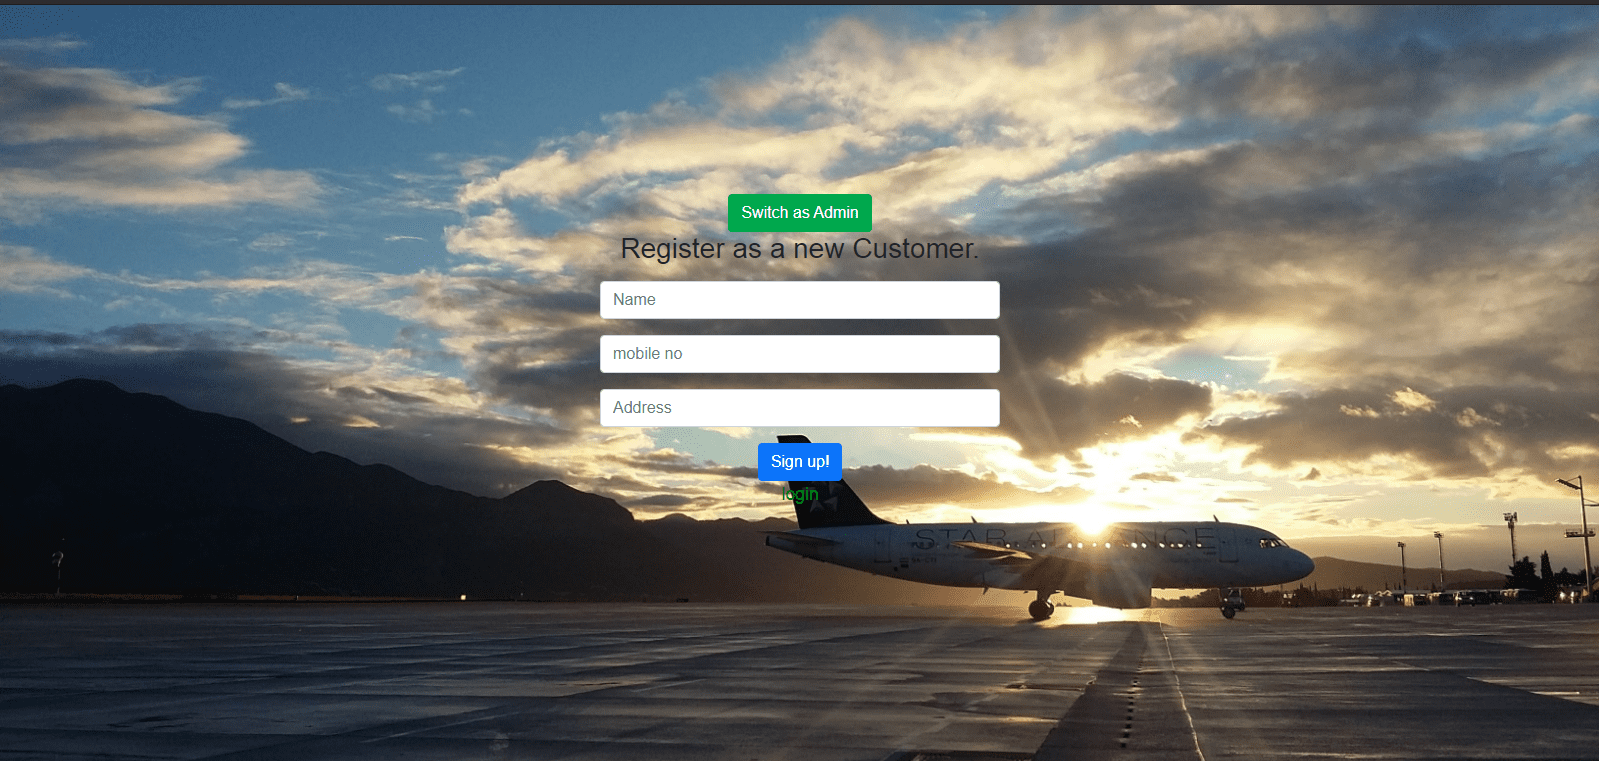 Switch as Admin
Register as a new Customer.
Name
mobile no
Address
Sign up!
login
STAR ALLIANCE